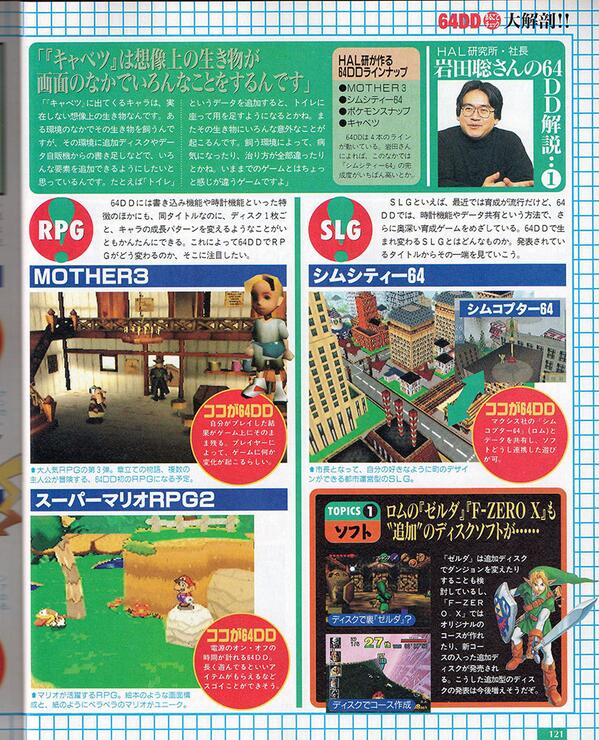 64DD まるごとチェック 大解剖!!
「『キャベツ』は想像上の生き物が
画面のなかでいろんなことをするんです」
「『キャベツ』に出てくるキャラは、実
在しない想像上の生き物なんです。あ
る環境のなかでその生き物を飼うんで
すが、その環境に追加ディスクやデー
タ自販機からの書き足しなどで、いろ
んな要素を追加できるようにしたいと
思っているんです。たとえば『トイレ』
というデータを追加すると、トイレに
座って用を足すようになるとかね。ま
たその生き物にいろんな意外なことが
起こるんです。飼う環境によって、病
気になったり、治り方が全部違ったり
とかね。いままでのゲームとはちょっ
と感じが違うゲームですよ」
HAL研が作る
64DDラインナップ
●MOTHER3
●シムシティー64
●ポケモンスナップ
●キャベツ
64DDは4本のライン
が動いている。岩田さん
によれば、このなかでは
「シムシティー64」の完
成度がいちばん高いとか。
HAL研究所・社長
岩田聡さんの64DD解説…1
RPG!
64DDには書き込み機能や時計機能といった特
徴のほかにも、同タイトルなのに、ディスク1枚ご
と、キャラの成長パターンを変えるようなことがい
ともかんたんにできる。これによって64DDでRP
Gがどう変わるのか、そこに注目したい。
MOTHER3
ココが64DD
自分がプレイした結
果がゲーム上にそのま
ま残る。プレイヤーに
よって、ゲームに何か
変化が起こるらしい。
▲大人気RPGの第3弾。章立ての物語、複数の
主人公が冒険する、64DD初のRPGになる予定。
スーパーマリオRPG2
ココが64DD
電源のオン・オフの
時間が計れる64DD。
長く遊んでるといいア
イテムがもらえるなど
スゴイことができそう。
▲マリオが活躍するRPG。絵本のような画面構
成と、紙のようにペラペラのマリオがユニーク。
SLG!
SLGといえば、最近では育成が流行だけど、64
DDでは、時計機能やデータ共有という方法で、さ
らに奥深い育成ゲームをめざしている。64DDで生
まれ変わるSLGとはどんなものか。発表されてい
るタイトルからその一端を見ていこう。
シムシティー64
シムコプター64
ココが64DD
マクシス社の「シム
コプター64」(ロム)と
データを共有し、ソフ
トどうし連携した遊び
が可。
▲市長となって、自分の好きなように町のデザイ
ンができる都市運営型のSLG。
TOPICS 1
ソフト
ロムの『ゼルダ』『F-ZERO X』も
“追加”のディスクソフトが……
ディスクで裏『ゼルダ』?
27th
ディスクでコース作成
『ゼルダ』は追加ディスク
でダンジョンを変えたり
することも検
討しているし、
『F-ZER
O X』では
オリジナル
のコースが
作れた
り、新コー
スの入った追加デ
ィスクが発売さ
れる。こうした追加型のディス
クの発表は今後増えそうだぞ。
121